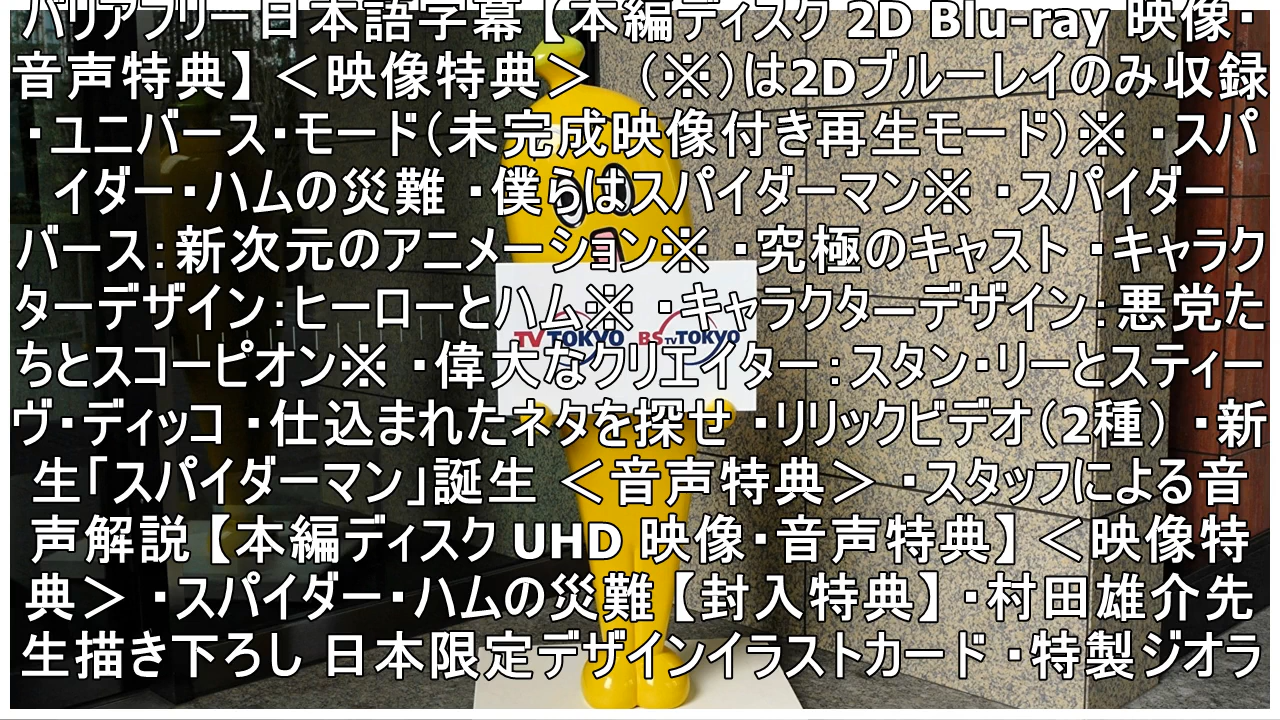 バリアフリー日本語字幕 【本編ディスク 2D Blu-ray 映像・
音声特典】 ＜映像特典＞ （※）は2Dブルーレイのみ収録
・ユニバース・モード（未完成映像付き再生モード）※ ・スパ
イダー・ハムの災難 ・僕らはスパイダーマン※ ・スパイダー
バース：新次元のアニメーション※ ・究極のキャスト ・キャラク
ターデザイン：ヒーローとハム※ ・キャラクターデザイン：悪党た
ちとスコーピオン※ ・偉大なクリエイター：スタン・リーとスティー
ヴ・ディッコ ・仕込まれたネタを探せ ・リリックビデオ（2種） ・新
生「スパイダーマン」誕生 ＜音声特典＞ ・スタッフによる音
声解説 【本編ディスク UHD 映像・音声特典】 ＜映像特
典＞ ・スパイダー・ハムの災難 【封入特典】 ・村田雄介先
生描き下ろし 日本限定デザインイラストカード ・特製ジオラ
TV TOKYO BS TV TOKYO